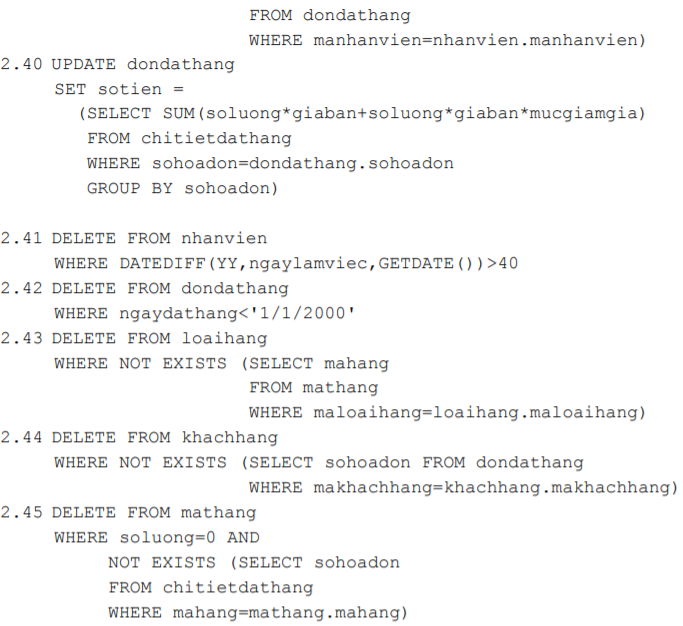 FROM dondathang
WHERE manhanvien=nhanvien.manhanvien)
2.40 UPDATE dondathang
SET sotien =
(SELECT SUM(soluong*giaban+soluong*giaban*mucgiamgia)
FROM chitietdathang
WHERE sohoadon=dondathang.sohoadon
GROUP BY sohoadon)
2.41 DELETE FROM nhanvien
WHERE DATEDIFF(YY,ngaylamviec,GETDATE())>40
2.42 DELETE FROM dondathang
WHERE ngaydathang<'1/1/2000'
2.43 DELETE FROM loaihang
WHERE NOT EXISTS (SELECT mahang
FROM mathang
WHERE maloaihang=loaihang.maloaihang)
2.44 DELETE FROM khachhang
WHERE NOT EXISTS (SELECT sohoadon FROM dondathang
WHERE makhachhang=khachhang.makhachhang)
2.45 DELETE FROM mathang
WHERE soluong=0 AND
NOT EXISTS (SELECT sohoadon
FROM chitietdathang
WHERE mahang=mathang.mahang)